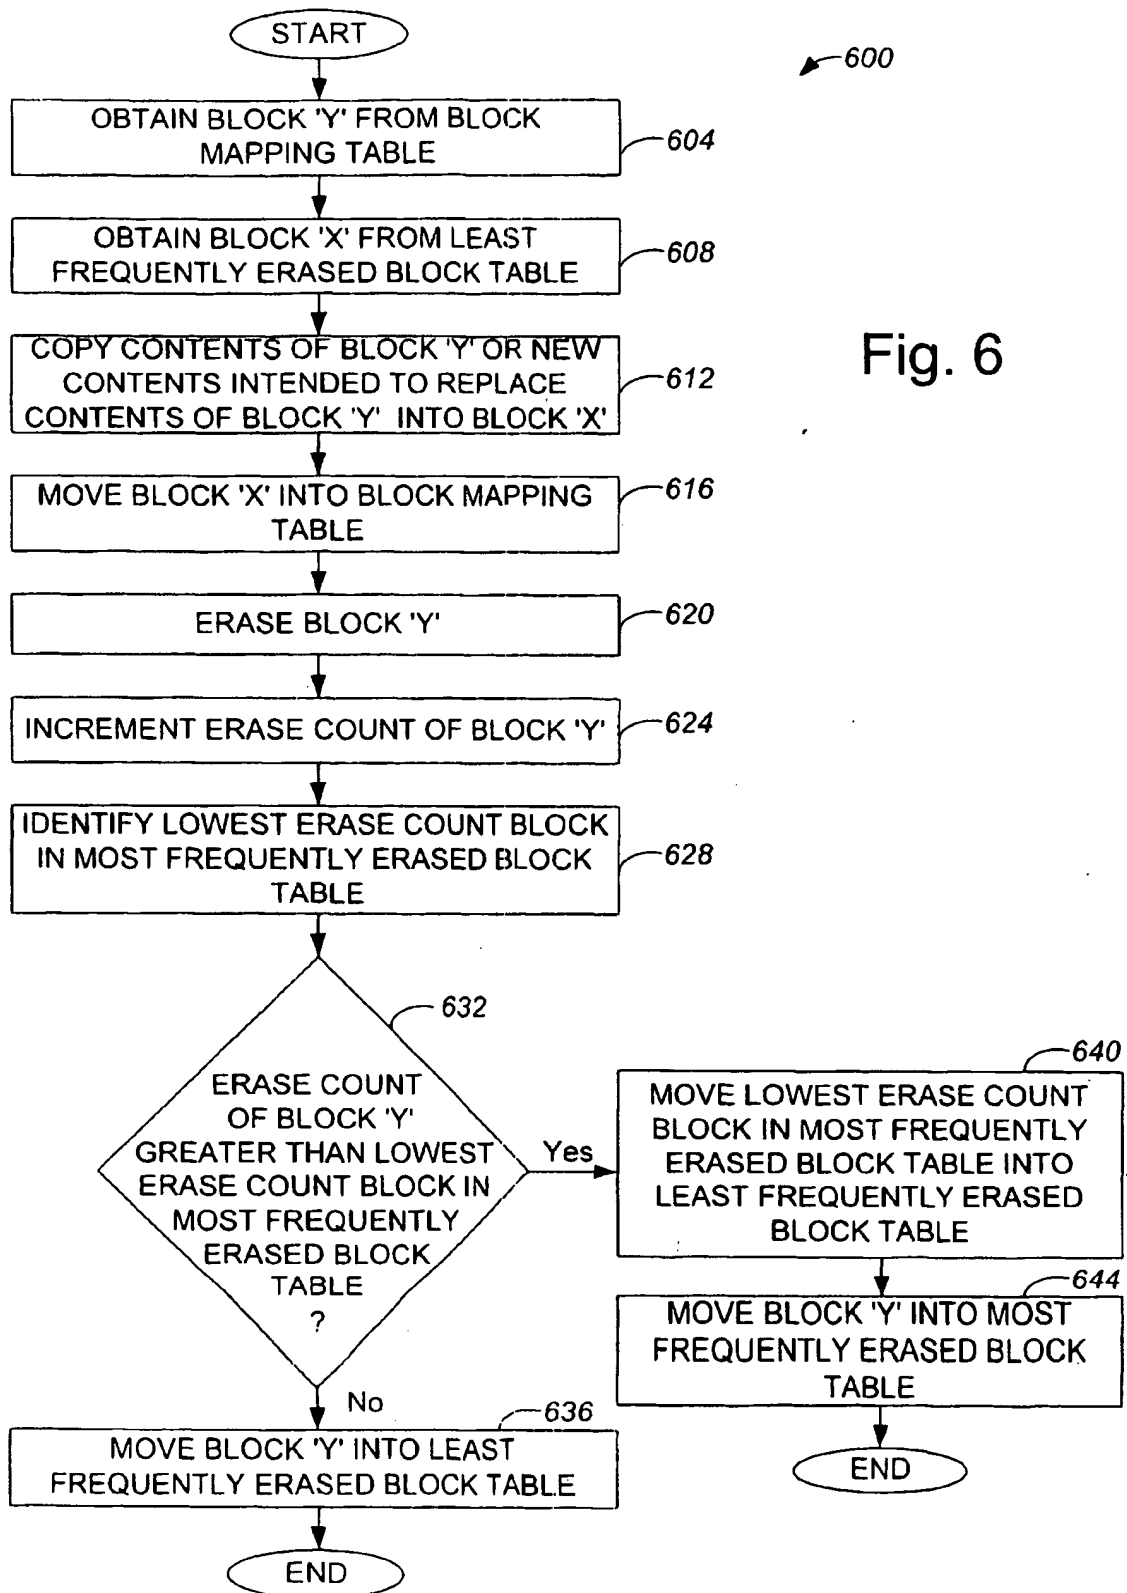 START
600
OBTAIN BLOCK 'Y' FROM BLOCK
MAPPING TABLE
604
OBTAIN BLOCK 'X' FROM LEAST
FREQUENTLY ERASED BLOCK TABLE
608
Fig. 6
COPY CONTENTS OF BLOCK 'Y' OR NEW
CONTENTS INTENDED TO REPLACE
CONTENTS OF BLOCK 'Y' INTO BLOCK 'X'
612
MOVE BLOCK 'X' INTO BLOCK MAPPING
TABLE
616
ERASE BLOCK 'Y'
620
INCREMENT ERASE COUNT OF BLOCK 'Y'
624
IDENTIFY LOWEST ERASE COUNT BLOCK
IN MOST FREQUENTLY ERASED BLOCK
TABLE
628
632
ERASE COUNT
OF BLOCK 'Y'
GREATER THAN LOWEST
ERASE COUNT BLOCK IN
MOST FREQUENTLY
ERASED BLOCK
TABLE
?
Yes
640
MOVE LOWEST ERASE COUNT
BLOCK IN MOST FREQUENTLY
ERASED BLOCK TABLE INTO
LEAST FREQUENTLY ERASED
BLOCK TABLE
644
MOVE BLOCK 'Y' INTO MOST
FREQUENTLY ERASED BLOCK
TABLE
END
No
636
MOVE BLOCK 'Y' INTO LEAST
FREQUENTLY ERASED BLOCK TABLE
END